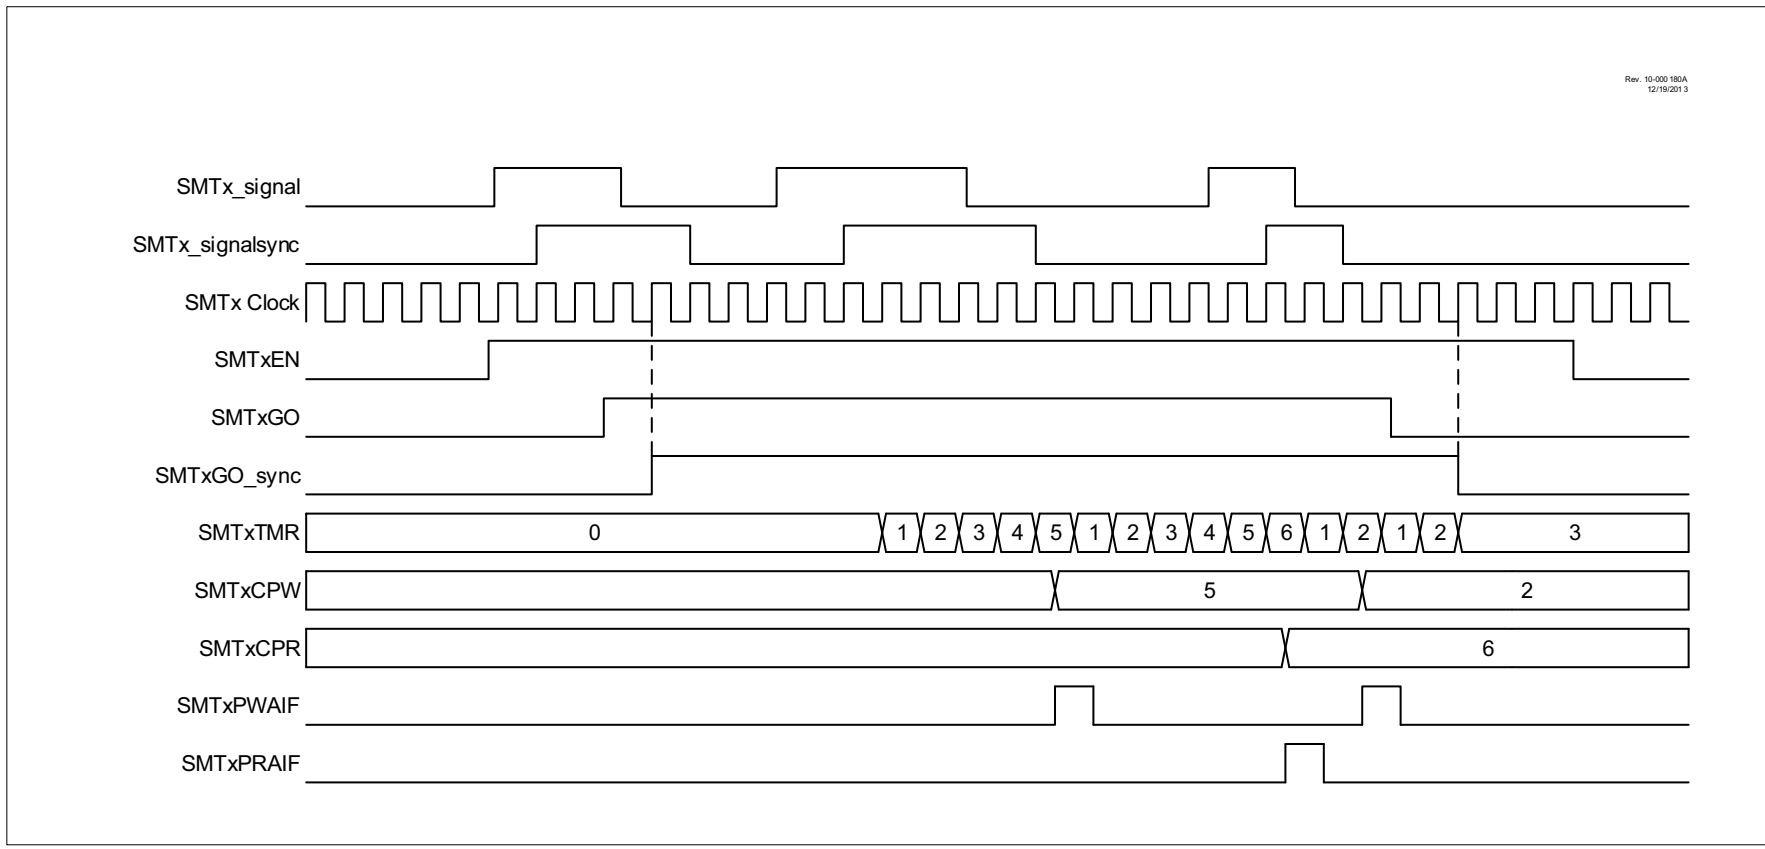 Rev. 10-000 180A
12/19/201 3
SMTx_signal
SMTx_signalsync
SMTx Clock
SMTxEN
SMTxGO
SMTxGO_sync
SMTxTMR 0 1 2 3 4 5 1 2 3 4 5 6 1 2 1 2 3
SMTxCPW 5 2
SMTxCPR 6
SMTxPWAIF
SMTxPRAIF